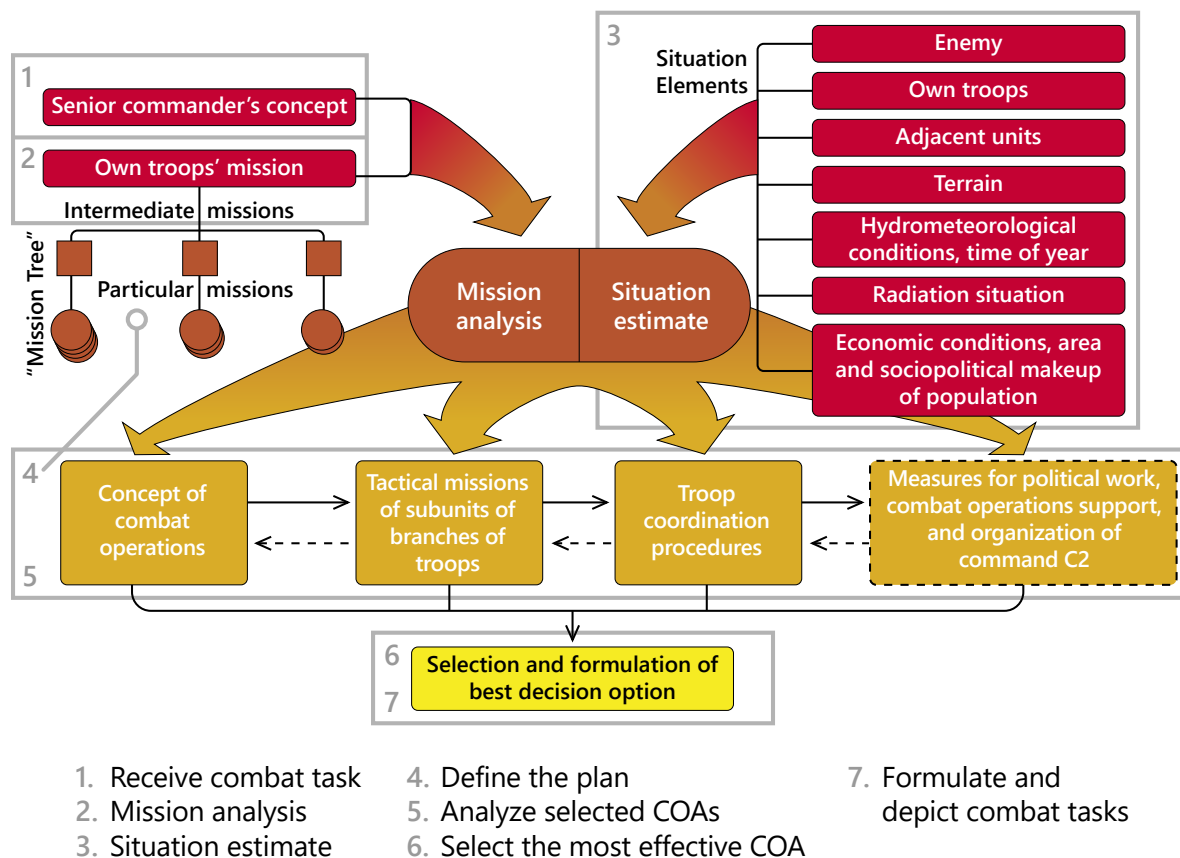 1
Senior commander’s concept
2
Own troops’ mission
Intermediate missions
“Mission Tree”
Particular missions
3
Situation
Elements
Enemy
Own troops
Adjacent units
Terrain
Hydrometeorological
conditions, time of year
Radiation situation
Economic conditions, area
and sociopolitical makeup
of population
Mission
analysis
Situation
estimate
4
5
Concept of
combat
operations
Tactical missions
of subunits of
branches of
troops
Troop
coordination
procedures
Measures for political work,
combat operations support,
and organization of
command C2
6
7
Selection and formulation of
best decision option
1. Receive combat task
2. Mission analysis
3. Situation estimate
4. Define the plan
5. Analyze selected COAs
6. Select the most effective COA
7. Formulate and
depict combat tasks